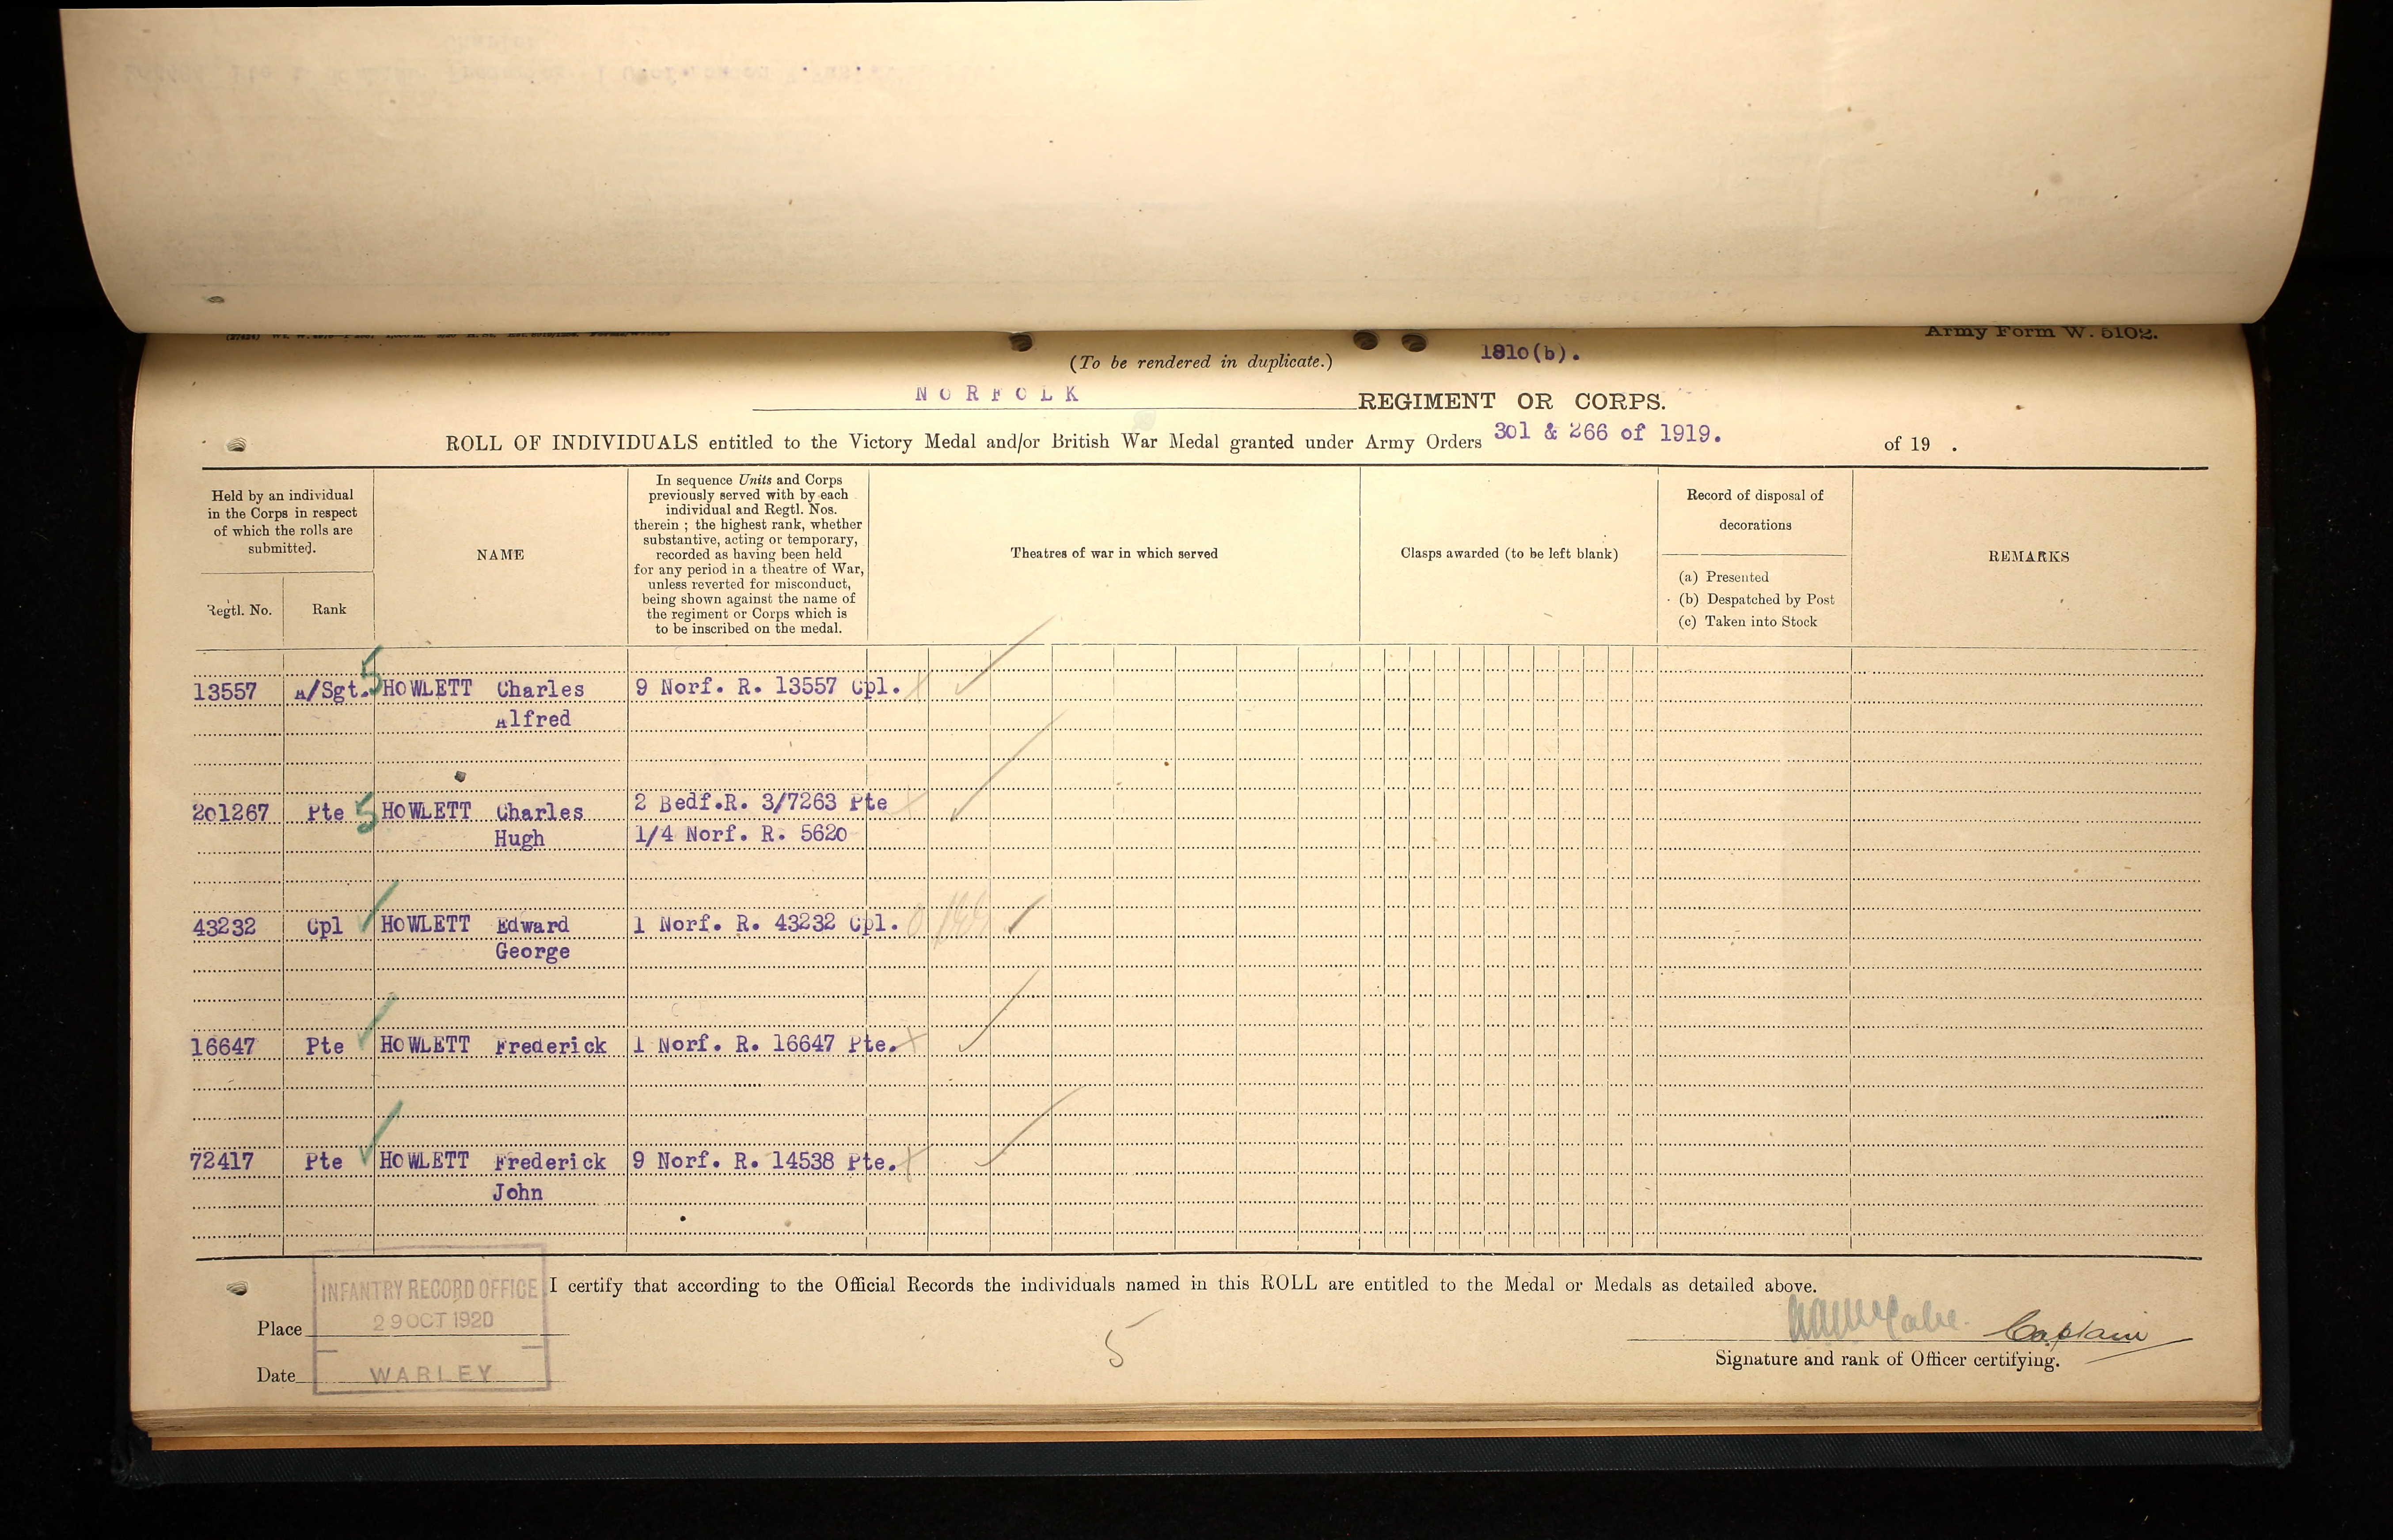 Army Form W. 5102.
(To be rendered in duplicate.)
1810(b).
NORFOLK REGIMENT OR CORPS.
ROLL OF INDIVIDUALS entitled to the Victory Medal and/or British War Medal granted under Army Orders 301 & 266 of 1919. of 19 .
Held by an individual
in the Corps in respect
of which the rolls are
submitted.
Regtl. No.
Rank
NAME
In sequence Units and Corps
previously served with by each
individual and Regtl. Nos.
therein ; the highest rank, whether
substantive, acting or temporary,
recorded as having been held
for any period in a theatre of War,
unless reverted for misconduct,
being shown against the name of
the regiment or Corps which is
to be inscribed on the medal.
Theatres of war in which served
Clasps awarded (to be left blank)
Record of disposal of
decorations
(a) Presented
(b) Despatched by Post
(c) Taken into Stock
REMARKS
13557 A/Sgt. 5 HOWLETT Charles 9 Norf. R. 13557 Cpl.
Alfred
201267 Pte 5 HOWLETT Charles 2 Bedf.R. 3/7263 Pte
Hugh 1/4 Norf. R. 5620
43232 Cpl HOWLETT Edward 1 Norf. R. 43232 Cpl.
George
16647 Pte HOWLETT Frederick 1 Norf. R. 16647 Pte.
72417 Pte HOWLETT Frederick 9 Norf. R. 14538 Pte.
John
INFANTRY RECORD OFFICE
29 OCT 1920
WARLEY
I certify that according to the Official Records the individuals named in this ROLL are entitled to the Medal or Medals as detailed above.
Place
Date
5
Captain
Signature and rank of Officer certifying.